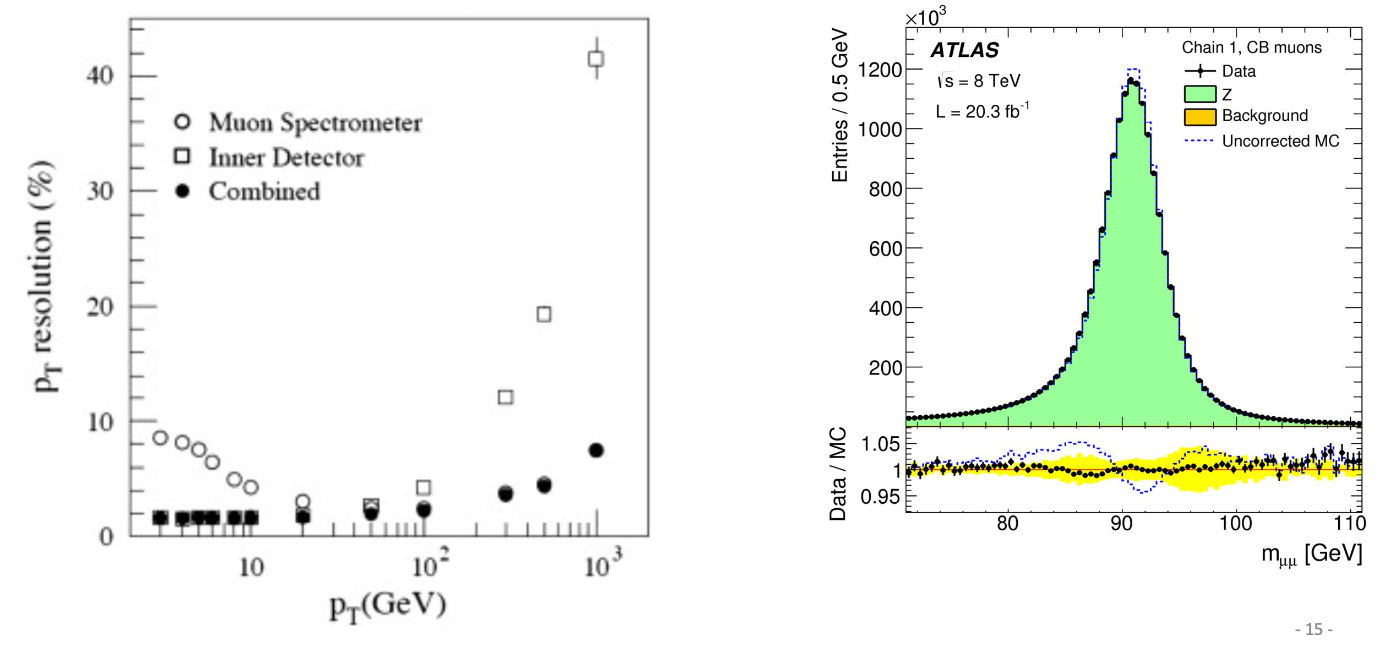 40
30
20
10
0
10
10²
10³
pT resolution (%)
pT(GeV)
Muon Spectrometer
Inner Detector
Combined
×10³
Entries / 0.5 GeV
1200
1000
800
600
400
200
ATLAS
√s = 8 TeV
L = 20.3 fb⁻¹
Chain 1, CB muons
Data
Z
Background
Uncorrected MC
Data / MC
1.05
1
0.95
80
90
100
110
mμμ [GeV]
- 15 -